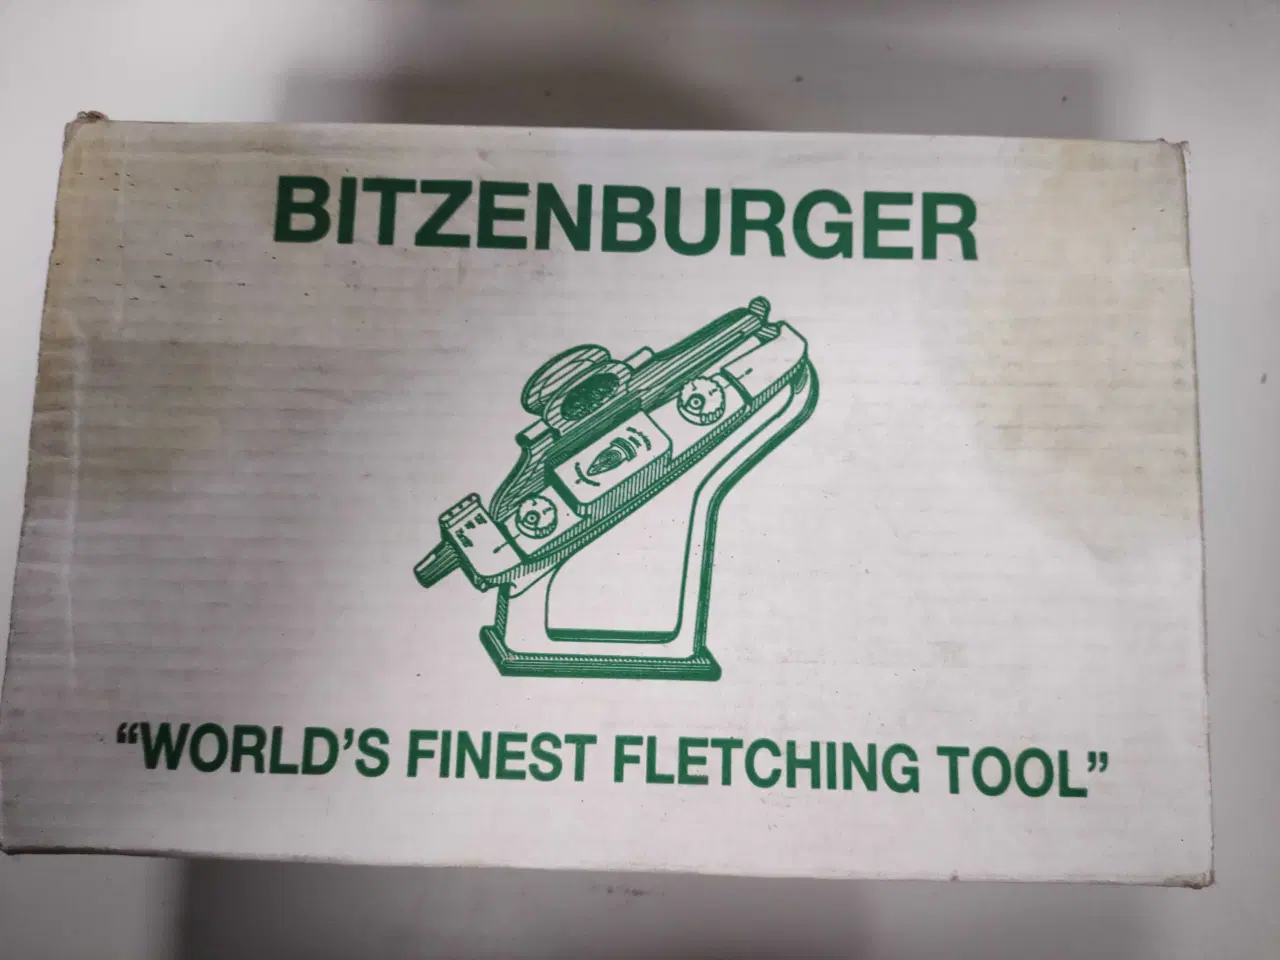 BITZENBURGER
“WORLD’S FINEST FLETCHING TOOL”